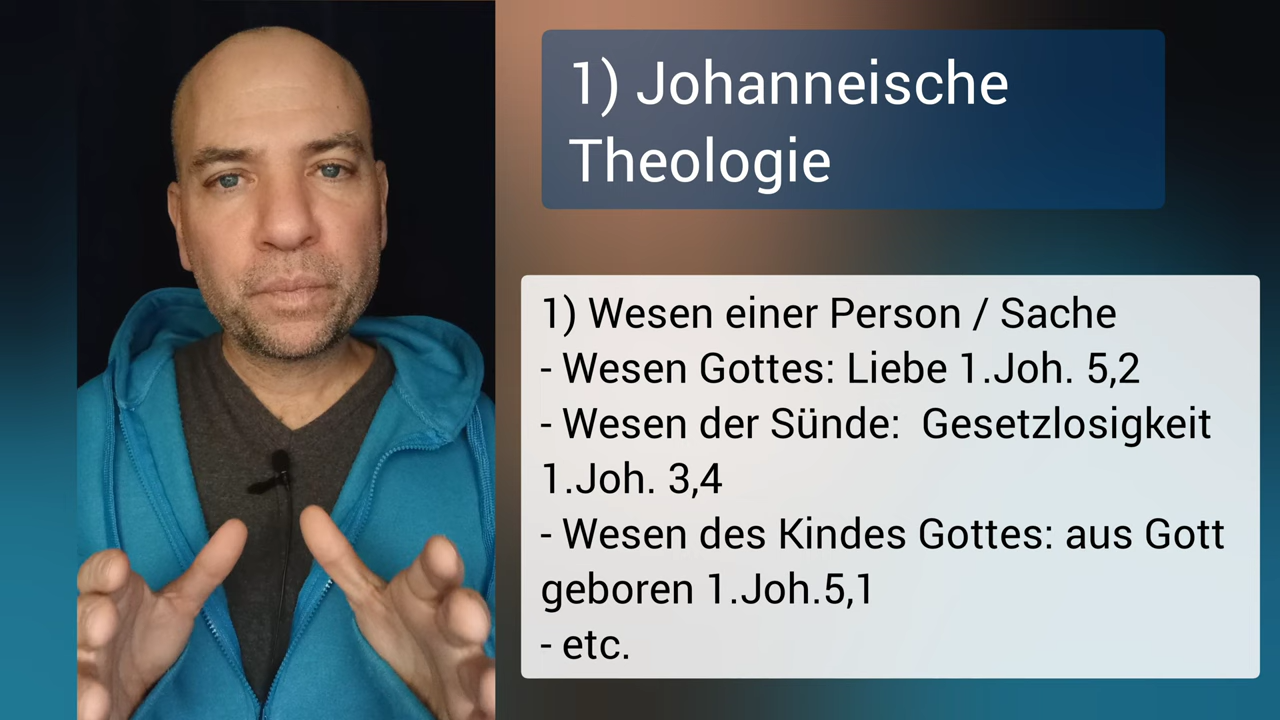 1) Johanneische
Theologie
1) Wesen einer Person / Sache
- Wesen Gottes: Liebe 1.Joh. 5,2
- Wesen der Sünde:  Gesetzlosigkeit
1.Joh. 3,4
- Wesen des Kindes Gottes: aus Gott
geboren 1.Joh.5,1
- etc.